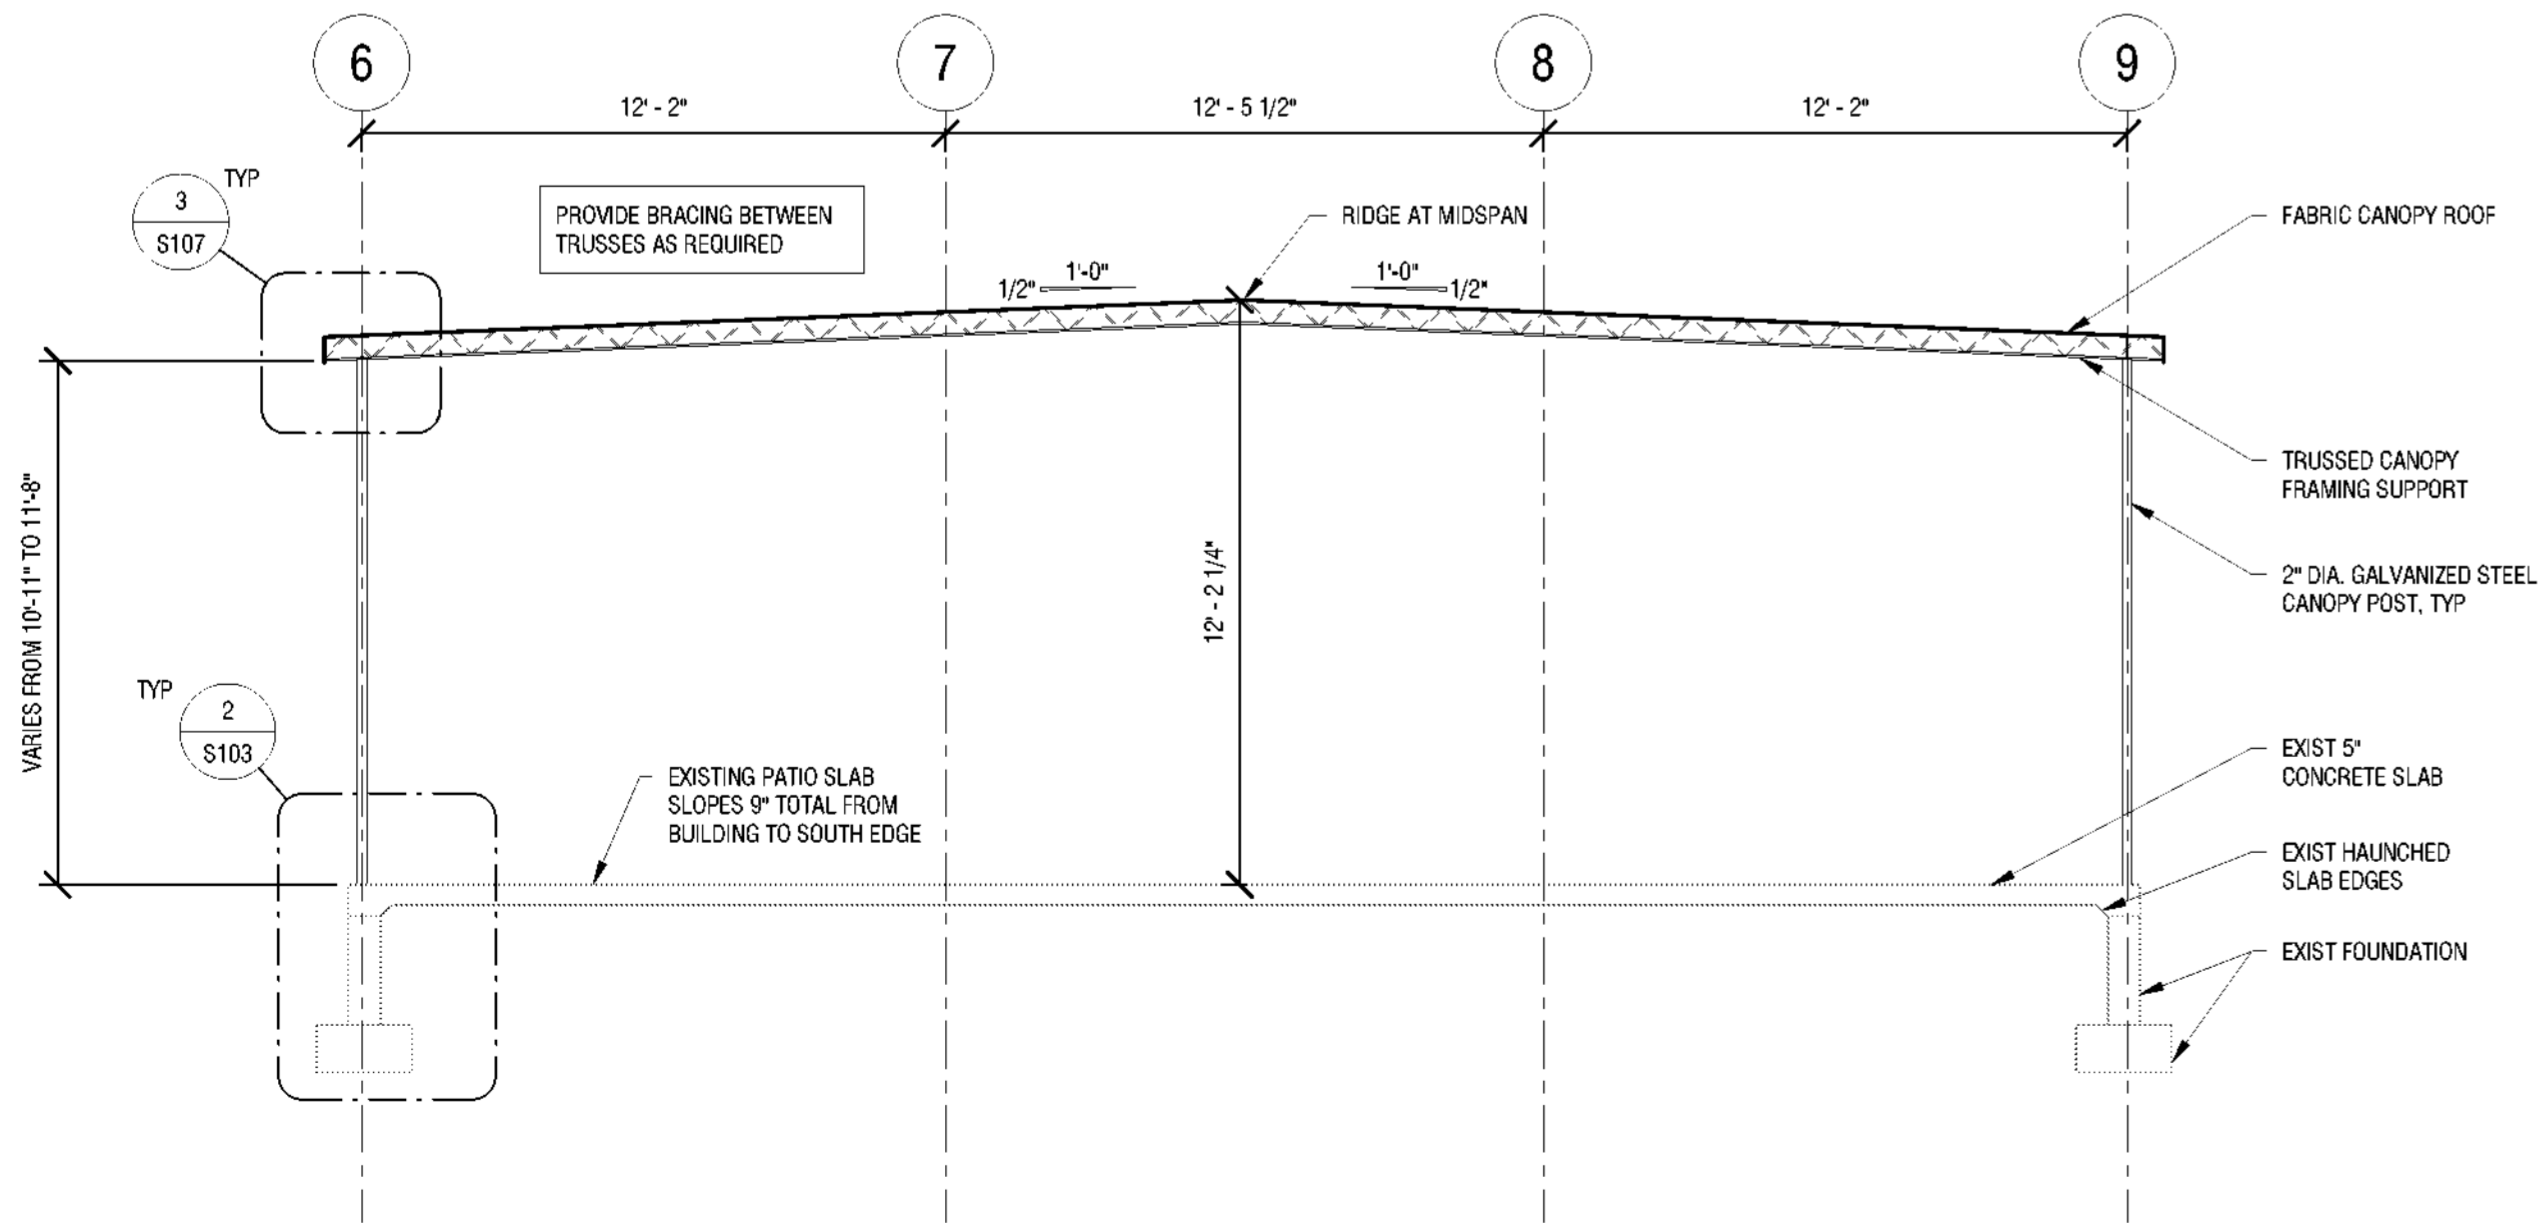 6
7
8
9
12' - 2"
12' - 5 1/2"
12' - 2"
TYP
3
S107
PROVIDE BRACING BETWEEN
TRUSSES AS REQUIRED
RIDGE AT MIDSPAN
FABRIC CANOPY ROOF
1'-0"
1/2"
1'-0"
1/2"
VARIES FROM 10'-11" TO 11'-8"
TRUSSED CANOPY
FRAMING SUPPORT
12' - 2 1/4"
2" DIA. GALVANIZED STEEL
CANOPY POST, TYP
TYP
2
S103
EXISTING PATIO SLAB
SLOPES 9" TOTAL FROM
BUILDING TO SOUTH EDGE
EXIST 5"
CONCRETE SLAB
EXIST HAUNCHED
SLAB EDGES
EXIST FOUNDATION